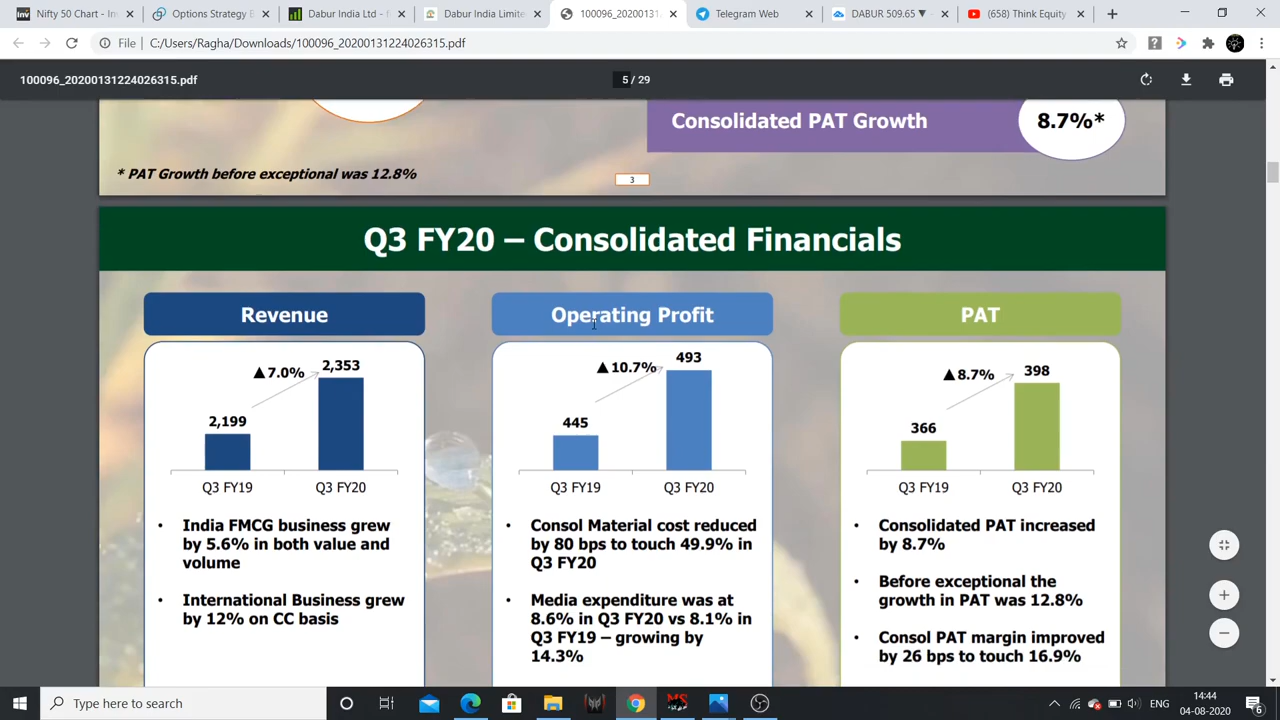 Nifty 50 Chart - In
Options Strategy B
Dabur India Ltd -
Dabur India Limite
100096_2020013122
Telegram Web
DABUR 509.65 ▼
(658) Think Equity
File
C:/Users/Ragha/Downloads/100096_20200131224026315.pdf
100096_20200131224026315.pdf
5 / 29
Consolidated PAT Growth
8.7%*
* PAT Growth before exceptional was 12.8%
3
Q3 FY20 – Consolidated Financials
Revenue
▲7.0%
2,353
2,199
Q3 FY19
Q3 FY20
• India FMCG business grew
by 5.6% in both value and
volume
• International Business grew
by 12% on CC basis
Operating Profit
▲10.7%
493
445
Q3 FY19
Q3 FY20
• Consol Material cost reduced
by 80 bps to touch 49.9% in
Q3 FY20
• Media expenditure was at
8.6% in Q3 FY20 vs 8.1% in
Q3 FY19 – growing by
14.3%
PAT
▲8.7%
398
366
Q3 FY19
Q3 FY20
• Consolidated PAT increased
by 8.7%
• Before exceptional the
growth in PAT was 12.8%
• Consol PAT margin improved
by 26 bps to touch 16.9%
Type here to search
ENG
14:44
04-08-2020
6